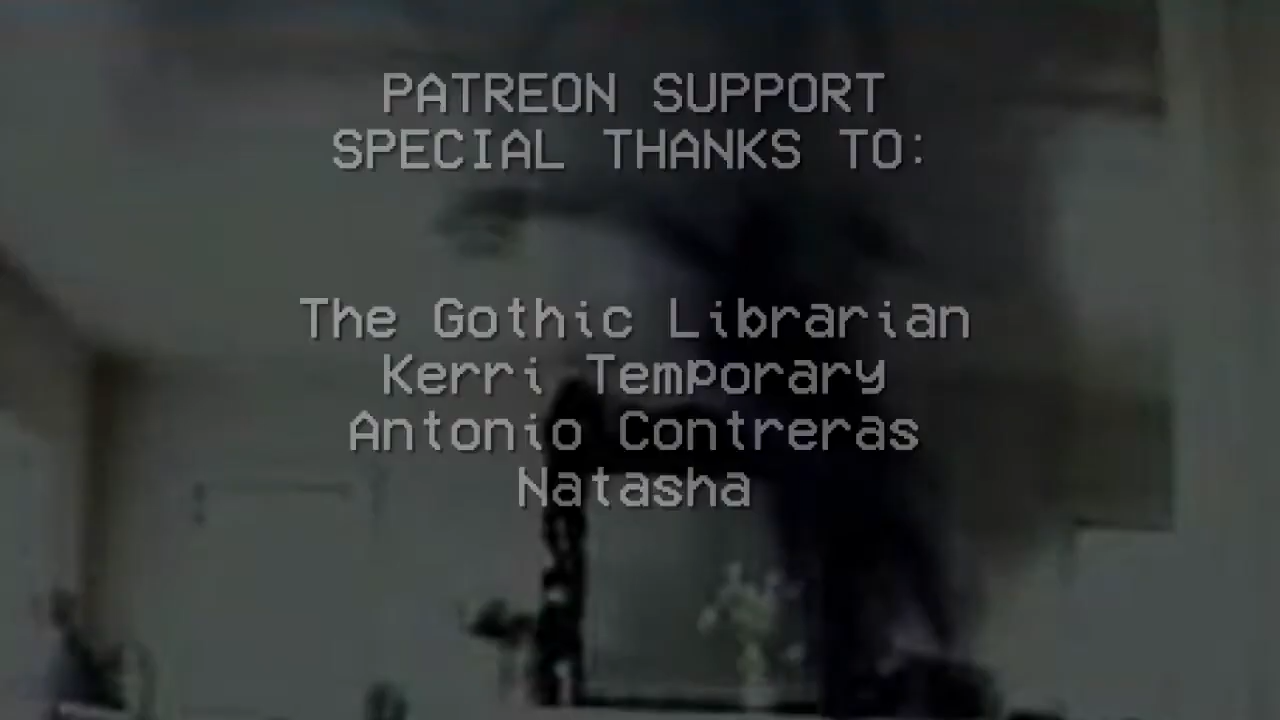 PATREON SUPPORT
SPECIAL THANKS TO:
The Gothic Librarian
Kerri Temporary
Antonio Contreras
Natasha